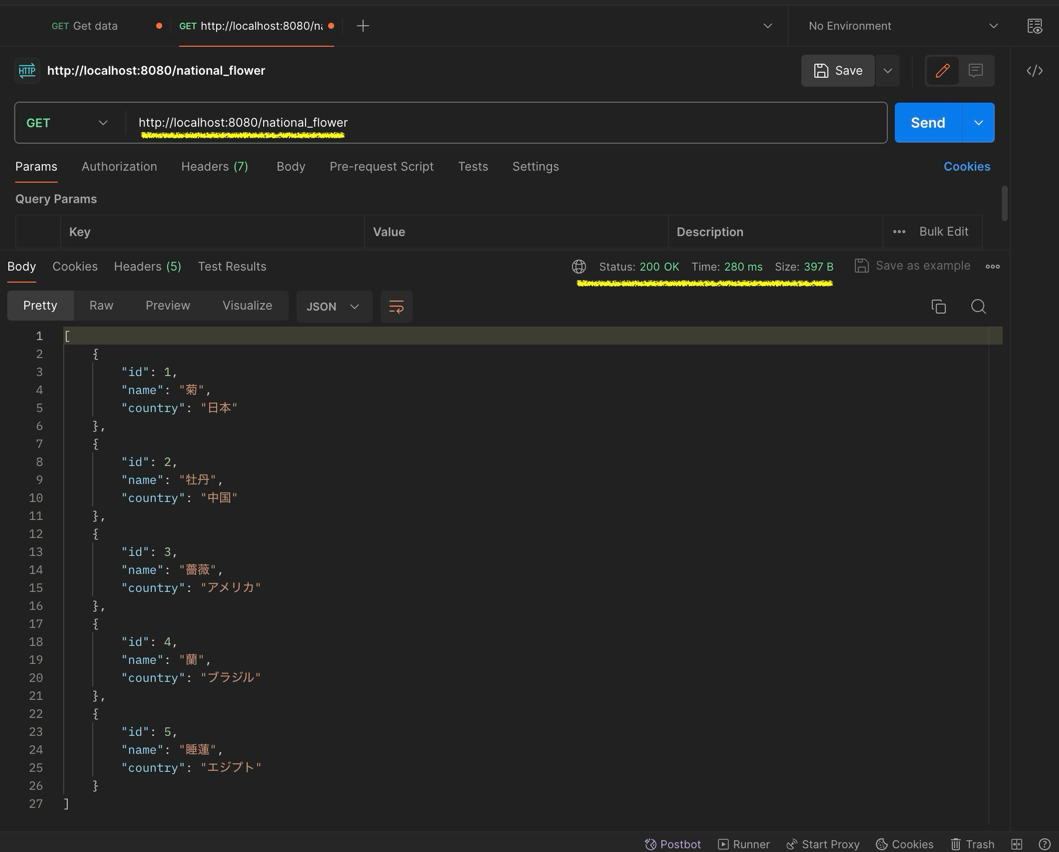 GET Get data GET http://localhost:8080/na No Environment
HTTP http://localhost:8080/national_flower Save
GET http://localhost:8080/national_flower Send
Params Authorization Headers (7) Body Pre-request Script Tests Settings Cookies
Query Params
Key Value Description Bulk Edit
Body Cookies Headers (5) Test Results Status: 200 OK Time: 280 ms Size: 397 B Save as example
Pretty Raw Preview Visualize JSON
1 [
2 {
3 "id": 1,
4 "name": "菊",
5 "country": "日本"
6 },
7 {
8 "id": 2,
9 "name": "牡丹",
10 "country": "中国"
11 },
12 {
13 "id": 3,
14 "name": "薔薇",
15 "country": "アメリカ"
16 },
17 {
18 "id": 4,
19 "name": "蘭",
20 "country": "ブラジル"
21 },
22 {
23 "id": 5,
24 "name": "睡蓮",
25 "country": "エジプト"
26 }
27 ]
Postbot Runner Start Proxy Cookies Trash